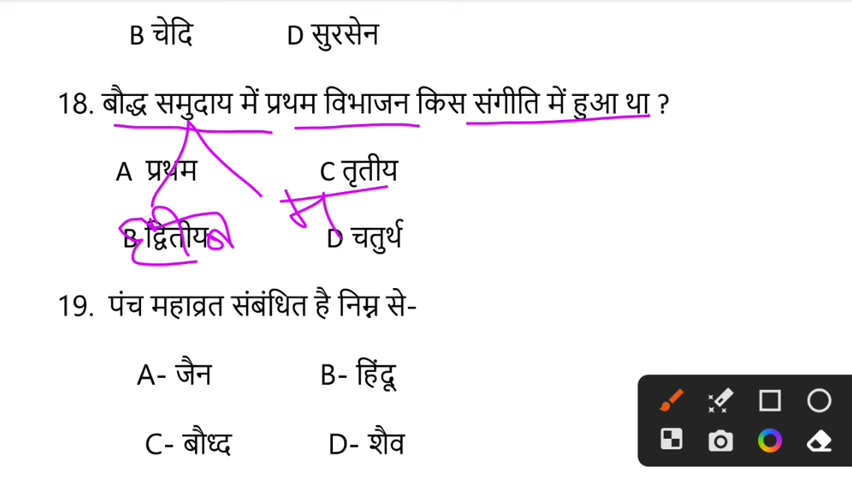 B चेदि D सुरसेन
18. बौद्ध समुदाय में प्रथम विभाजन किस संगीति में हुआ था ?
A प्रथम C तृतीय
B द्वितीय D चतुर्थ
19. पंच महाव्रत संबंधित है निम्न से-
A- जैन B- हिंदू
C- बौध्द D- शैव